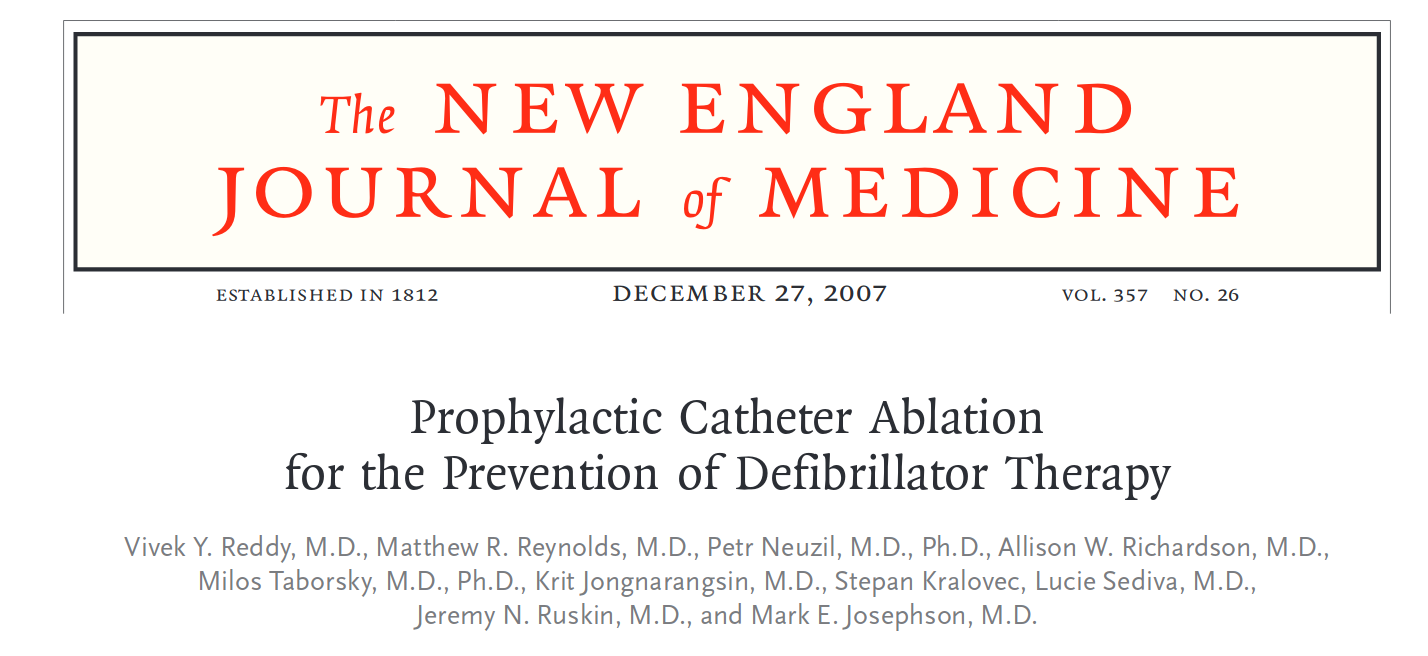 The NEW ENGLAND
JOURNAL of MEDICINE
ESTABLISHED IN 1812 DECEMBER 27, 2007 VOL. 357 NO. 26
Prophylactic Catheter Ablation
for the Prevention of Defibrillator Therapy
Vivek Y. Reddy, M.D., Matthew R. Reynolds, M.D., Petr Neuzil, M.D., Ph.D., Allison W. Richardson, M.D.,
Milos Taborsky, M.D., Ph.D., Krit Jongnarangsin, M.D., Stepan Kralovec, Lucie Sediva, M.D.,
Jeremy N. Ruskin, M.D., and Mark E. Josephson, M.D.